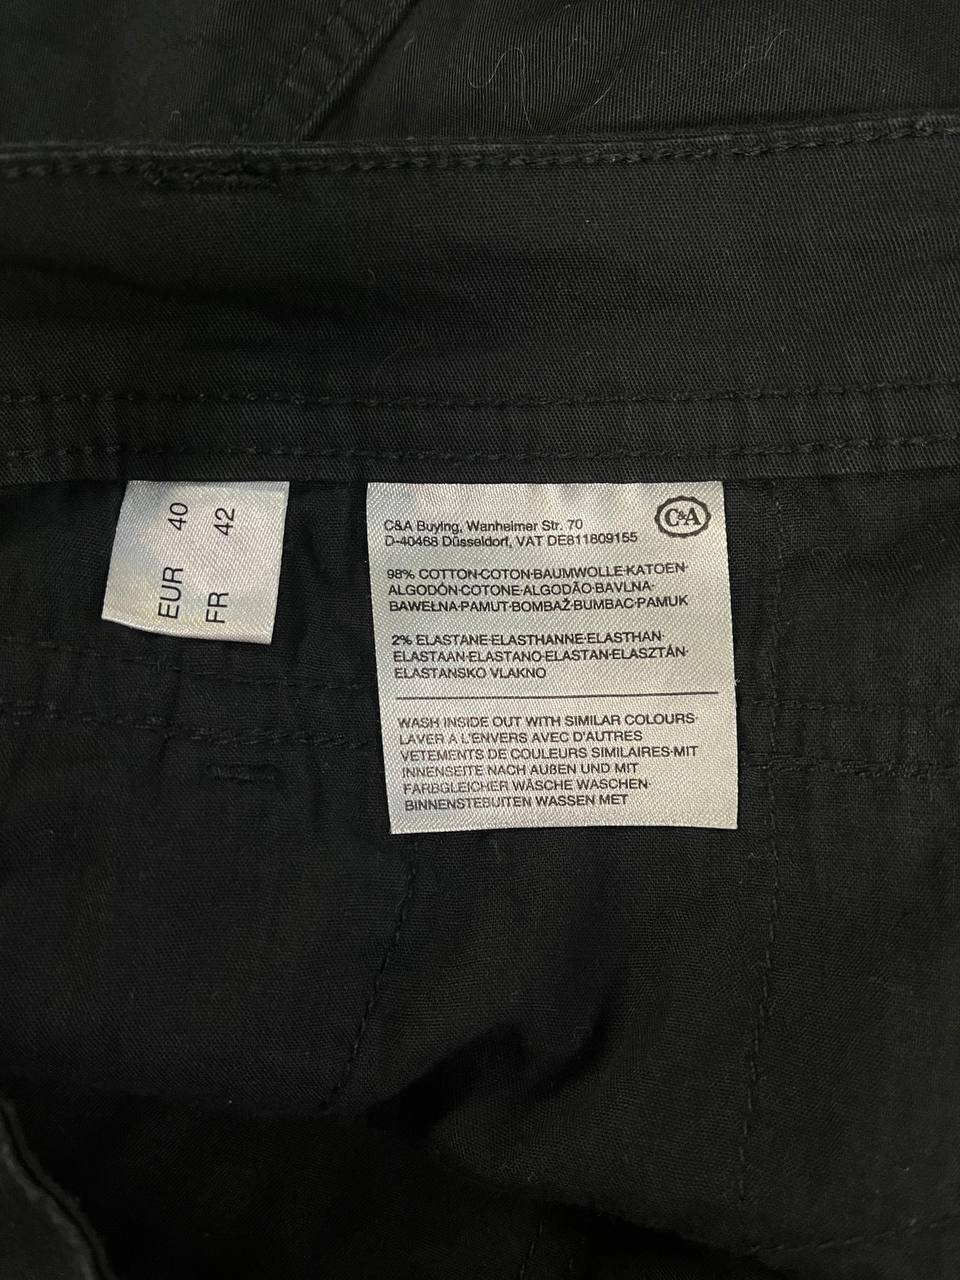 EUR 40
FR 42
C&A Buying, Wanheimer Str. 70
D-40468 Düsseldorf, VAT DE811809155
C&A
98% COTTON·COTON·BAUMWOLLE·KATOEN·
ALGODÓN·COTONE·ALGODÃO·BAVLNA·
BAWEŁNA·PAMUT·BOMBAŽ·BUMBAC·PAMUK
2% ELASTANE·ELASTHANNE·ELASTHAN·
ELASTAAN·ELASTANO·ELASTAN·ELASZTÁN·
ELASTANSKO VLAKNO
WASH INSIDE OUT WITH SIMILAR COLOURS·
LAVER A L'ENVERS AVEC D'AUTRES
VETEMENTS DE COULEURS SIMILAIRES·MIT
INNENSEITE NACH AUßEN UND MIT
FARBGLEICHER WÄSCHE WASCHEN·
BINNENSTEBUITEN WASSEN MET